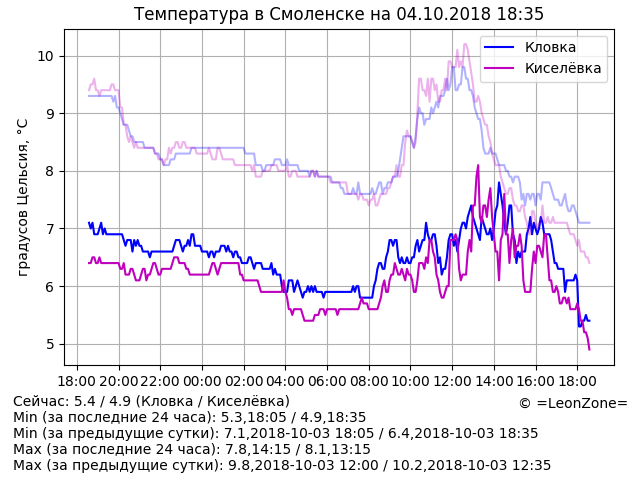 Температура в Смоленске на 04.10.2018 18:35
градусов Цельсия, °C
10
9
8
7
6
5
Кловка
Киселёвка
18:00 20:00 22:00 00:00 02:00 04:00 06:00 08:00 10:00 12:00 14:00 16:00 18:00
Сейчас: 5.4 / 4.9 (Кловка / Киселёвка)
© =LeonZone=
Min (за последние 24 часа): 5.3,18:05 / 4.9,18:35
Min (за предыдущие сутки): 7.1,2018-10-03 18:05 / 6.4,2018-10-03 18:35
Max (за последние 24 часа): 7.8,14:15 / 8.1,13:15
Max (за предыдущие сутки): 9.8,2018-10-03 12:00 / 10.2,2018-10-03 12:35